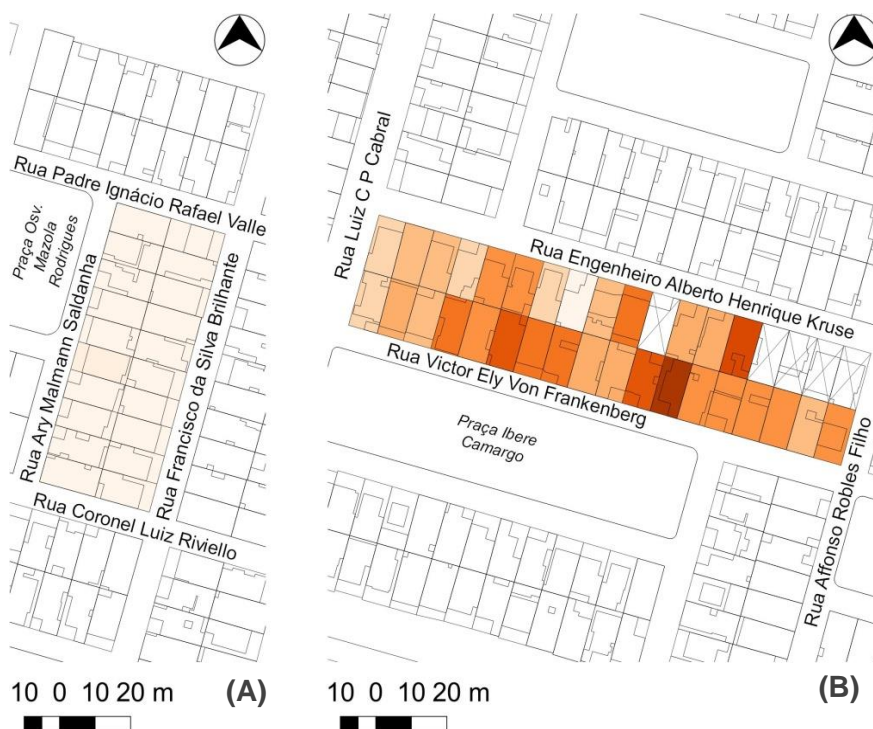 Rua Padre Ignácio Rafael Valle
Praça Osv.
Mazola
Rodrigues
Rua Ary Malmann Saldanha
Rua Francisco da Silva Brilhante
Rua Coronel Luiz Riviello
10 0 10 20 m
(A)
Rua Luiz C P Cabral
Rua Engenheiro Alberto Henrique Kruse
Rua Victor Ely Von Frankenberg
Praça Ibere
Camargo
Rua Affonso Robles Filho
10 0 10 20 m
(B)